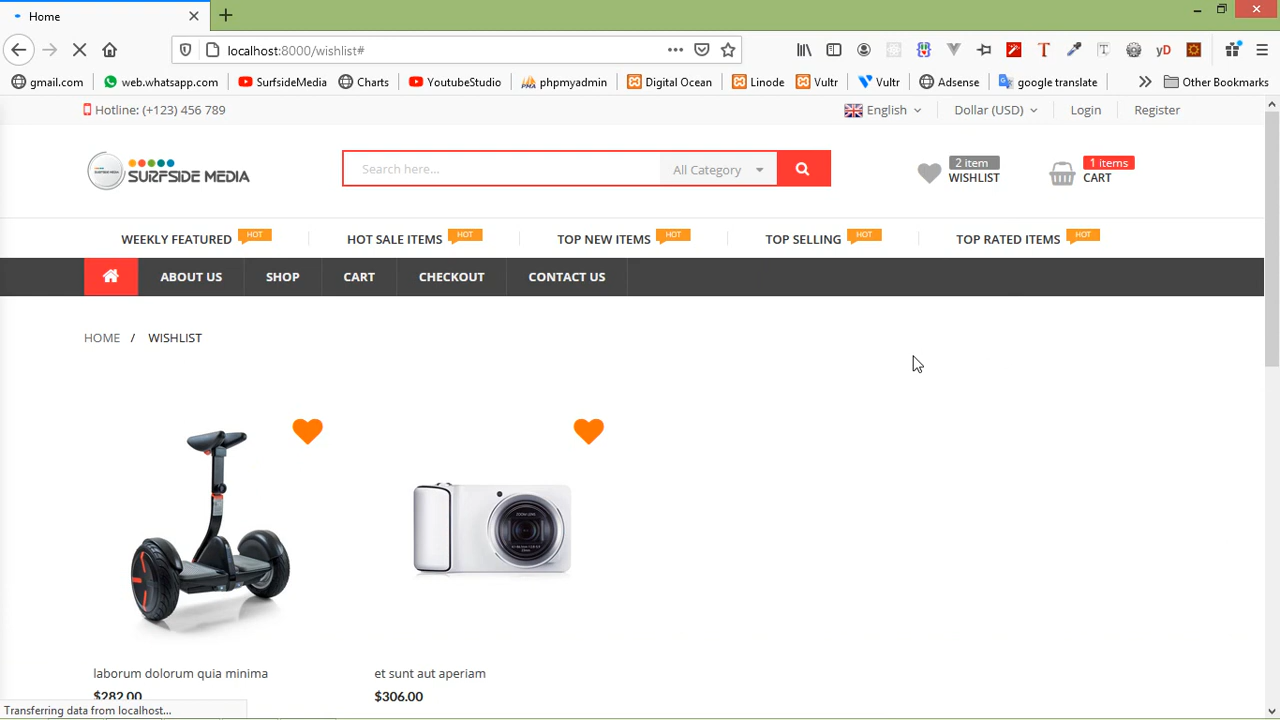 Home
localhost:8000/wishlist#
gmail.com web.whatsapp.com SurfsideMedia Charts YoutubeStudio phpmyadmin Digital Ocean Linode Vultr Vultr Adsense google translate Other Bookmarks
Hotline: (+123) 456 789 English Dollar (USD) Login Register
SURFSIDE MEDIA
Search here... All Category
2 item
WISHLIST
1 items
CART
WEEKLY FEATURED HOT HOT SALE ITEMS HOT TOP NEW ITEMS HOT TOP SELLING HOT TOP RATED ITEMS HOT
ABOUT US SHOP CART CHECKOUT CONTACT US
HOME / WISHLIST
laborum dolorum quia minima
$282.00
et sunt aut aperiam
$306.00
Transferring data from localhost...